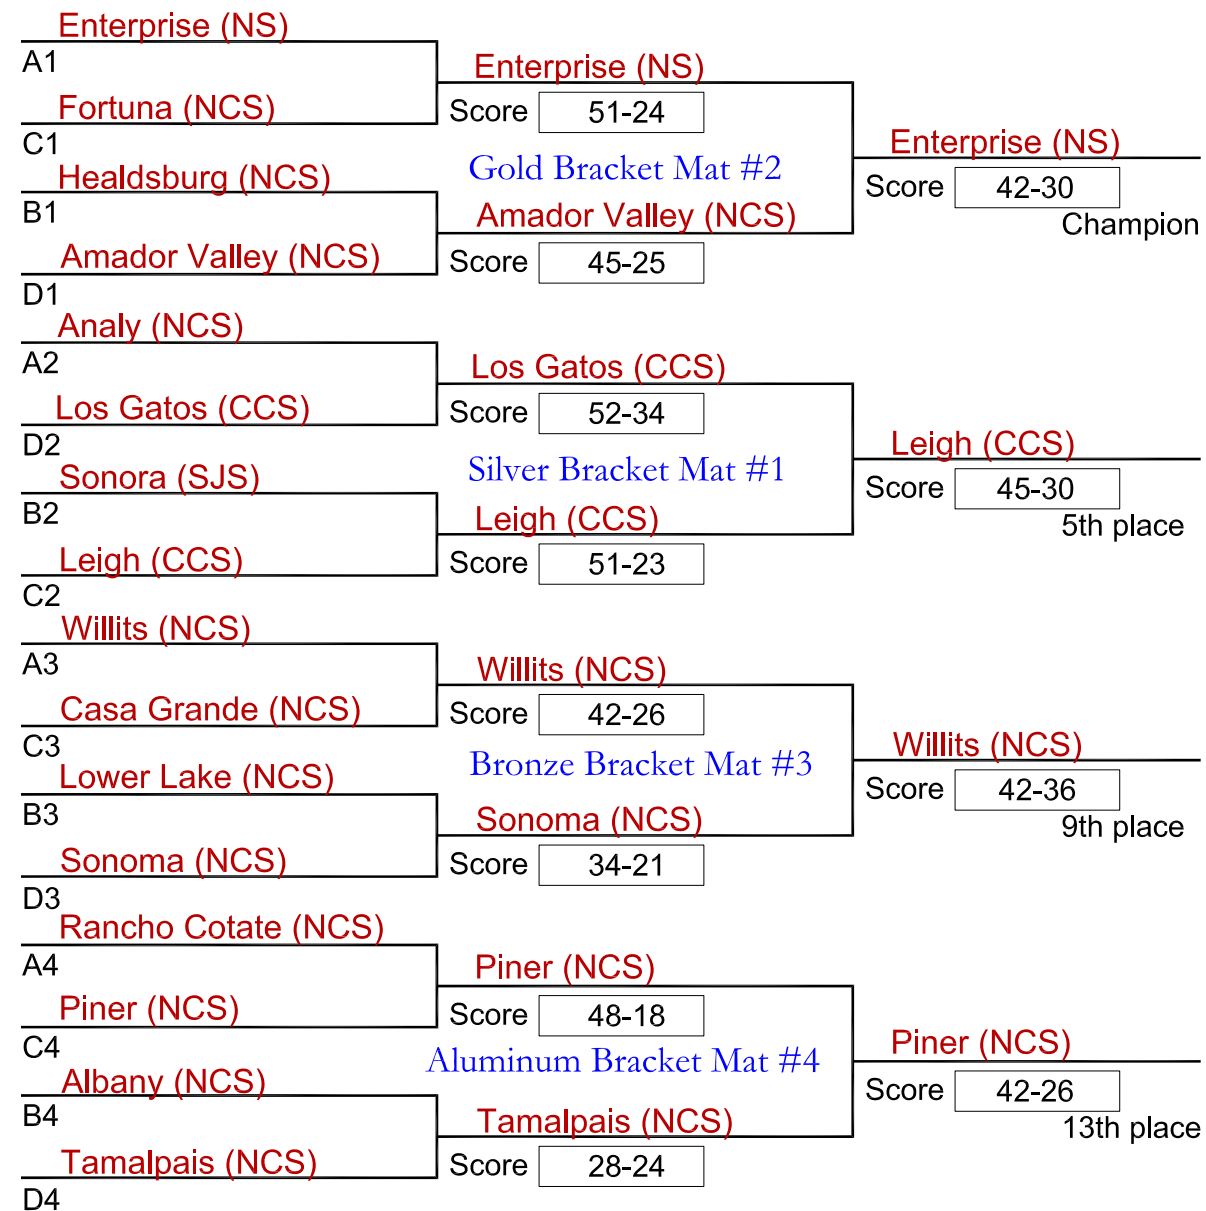 Enterprise (NS)
A1
Enterprise (NS)
Fortuna (NCS)
Score 51-24
C1
Enterprise (NS)
Healdsburg (NCS)
Gold Bracket Mat #2
Score 42-30
B1
Amador Valley (NCS)
Champion
Amador Valley (NCS)
Score 45-25
D1
Analy (NCS)
A2
Los Gatos (CCS)
Los Gatos (CCS)
Score 52-34
D2
Leigh (CCS)
Sonora (SJS)
Silver Bracket Mat #1
Score 45-30
B2
Leigh (CCS)
5th place
Leigh (CCS)
Score 51-23
C2
Willits (NCS)
A3
Willits (NCS)
Casa Grande (NCS)
Score 42-26
C3
Willits (NCS)
Lower Lake (NCS)
Bronze Bracket Mat #3
Score 42-36
B3
Sonoma (NCS)
9th place
Sonoma (NCS)
Score 34-21
D3
Rancho Cotate (NCS)
A4
Piner (NCS)
Piner (NCS)
Score 48-18
C4
Piner (NCS)
Albany (NCS)
Aluminum Bracket Mat #4
Score 42-26
B4
Tamalpais (NCS)
13th place
Tamalpais (NCS)
Score 28-24
D4